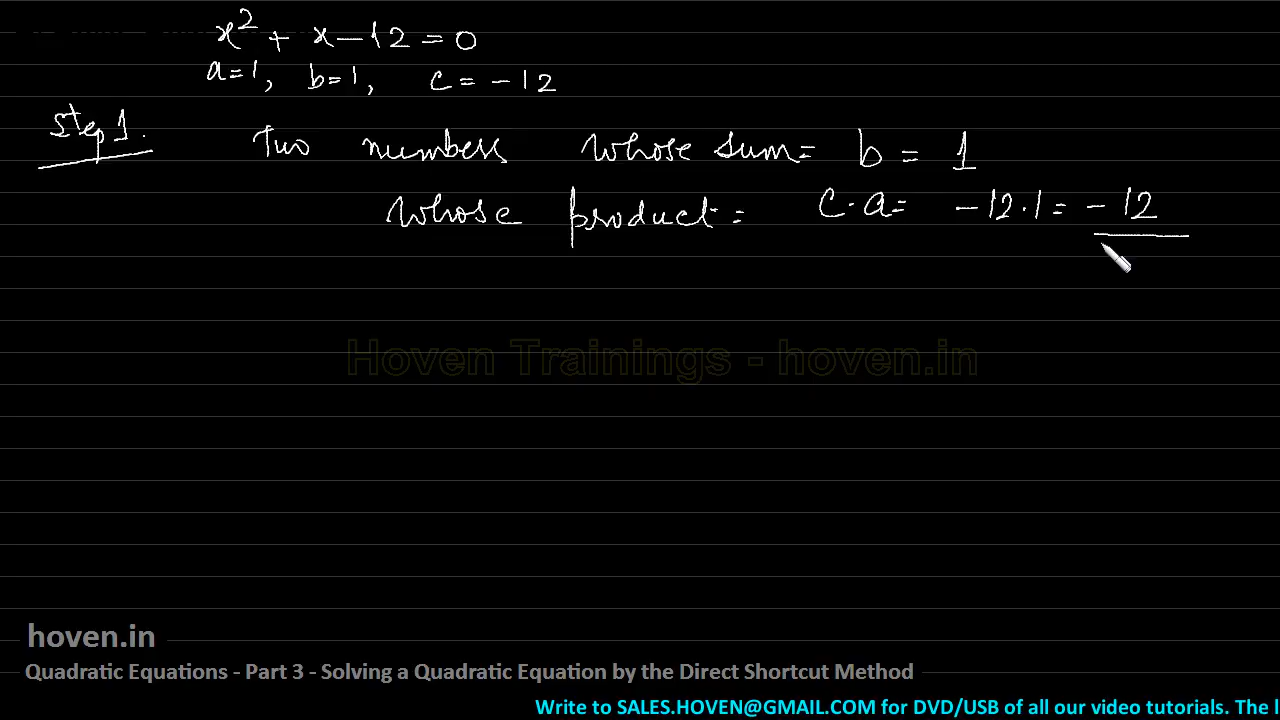 x² + x - 12 = 0
a=1, b=1, c = -12
Step 1. Two numbers whose sum = b = 1
whose product = c·a = -12·1 = -12
Hoven Trainings - hoven.in
hoven.in
Quadratic Equations - Part 3 - Solving a Quadratic Equation by the Direct Shortcut Method
Write to SALES.HOVEN@GMAIL.COM for DVD/USB of all our video tutorials. The